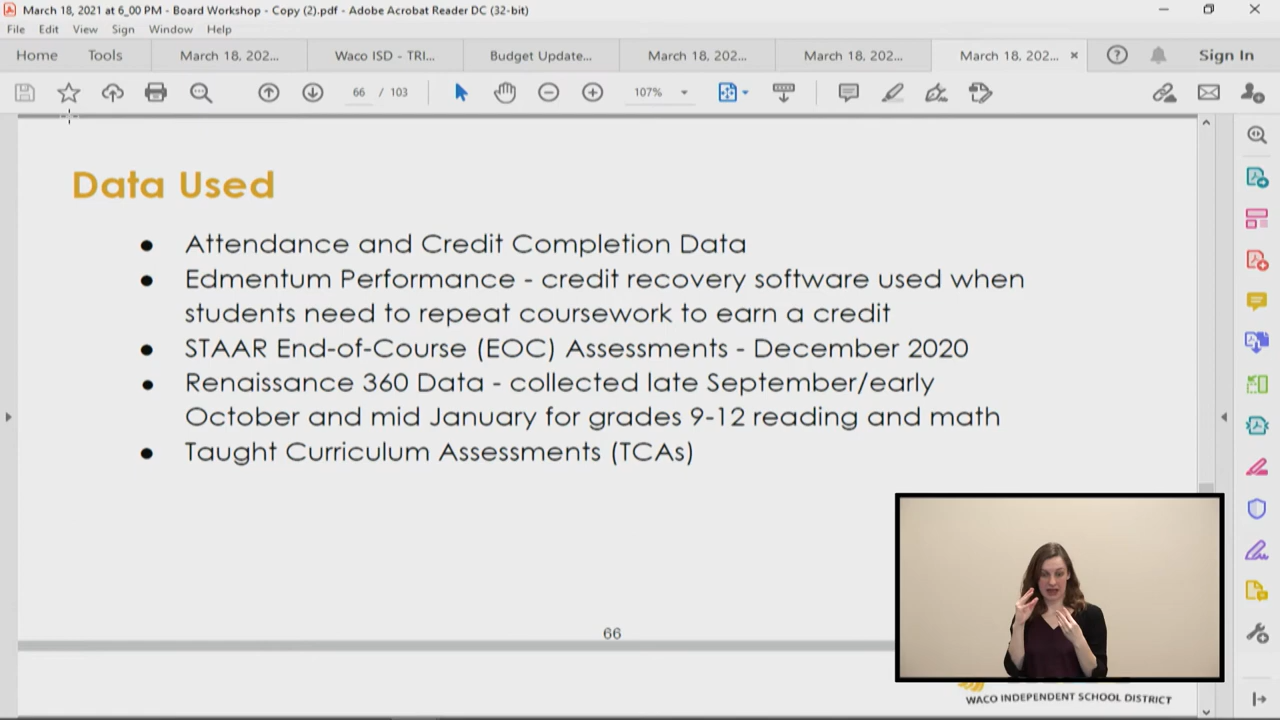 March 18, 2021 at 6_00 PM - Board Workshop - Copy (2).pdf - Adobe Acrobat Reader DC (32-bit)
File Edit View Sign Window Help
Home Tools March 18, 202... Waco ISD - TRI... Budget Update... March 18, 202... March 18, 202... March 18, 202... Sign In
66 / 103 107%
Data Used
● Attendance and Credit Completion Data
● Edmentum Performance - credit recovery software used when
students need to repeat coursework to earn a credit
● STAAR End-of-Course (EOC) Assessments - December 2020
● Renaissance 360 Data - collected late September/early
October and mid January for grades 9-12 reading and math
● Taught Curriculum Assessments (TCAs)
66
WACO INDEPENDENT SCHOOL DISTRICT